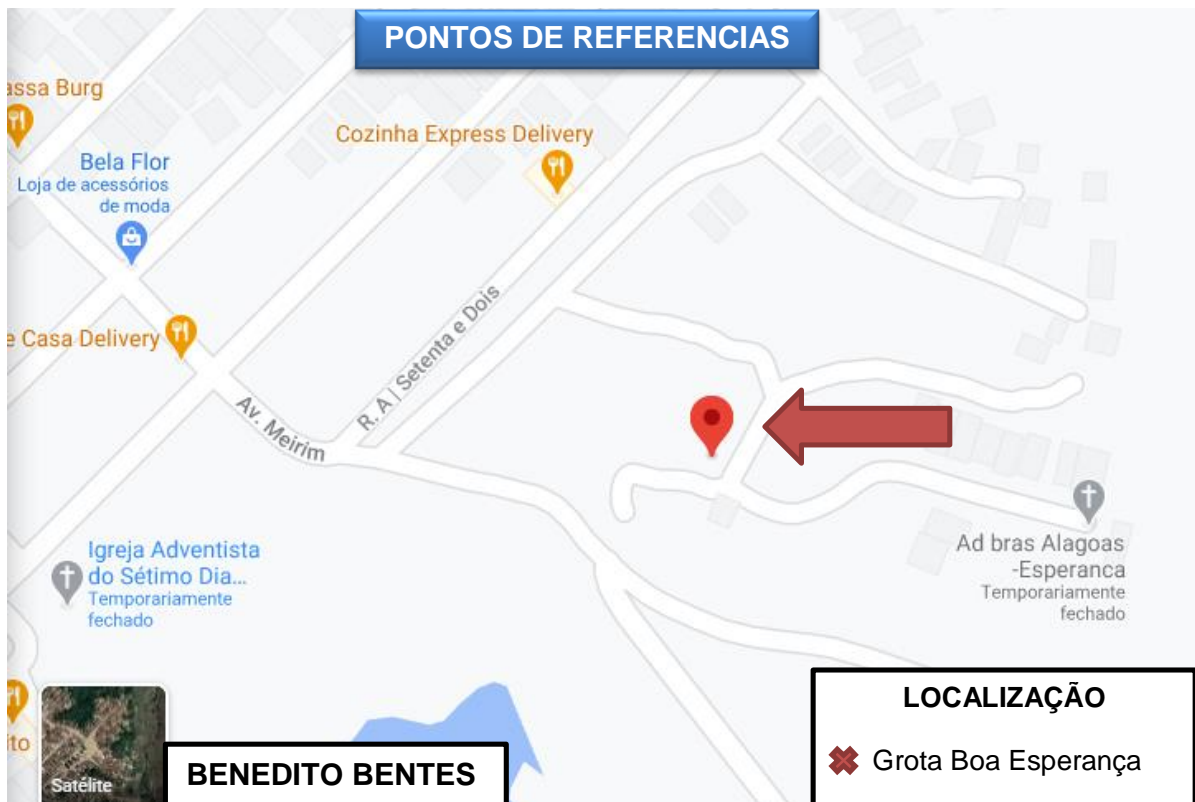 PONTOS DE REFERENCIAS
assa Burg
Cozinha Express Delivery
Bela Flor
Loja de acessórios
de moda
e Casa Delivery
R. A | Setenta e Dois
Av. Meirim
Igreja Adventista
do Sétimo Dia...
Temporariamente
fechado
Ad bras Alagoas
-Esperanca
Temporariamente
fechado
ito
Satélite
BENEDITO BENTES
LOCALIZAÇÃO
Grota Boa Esperança